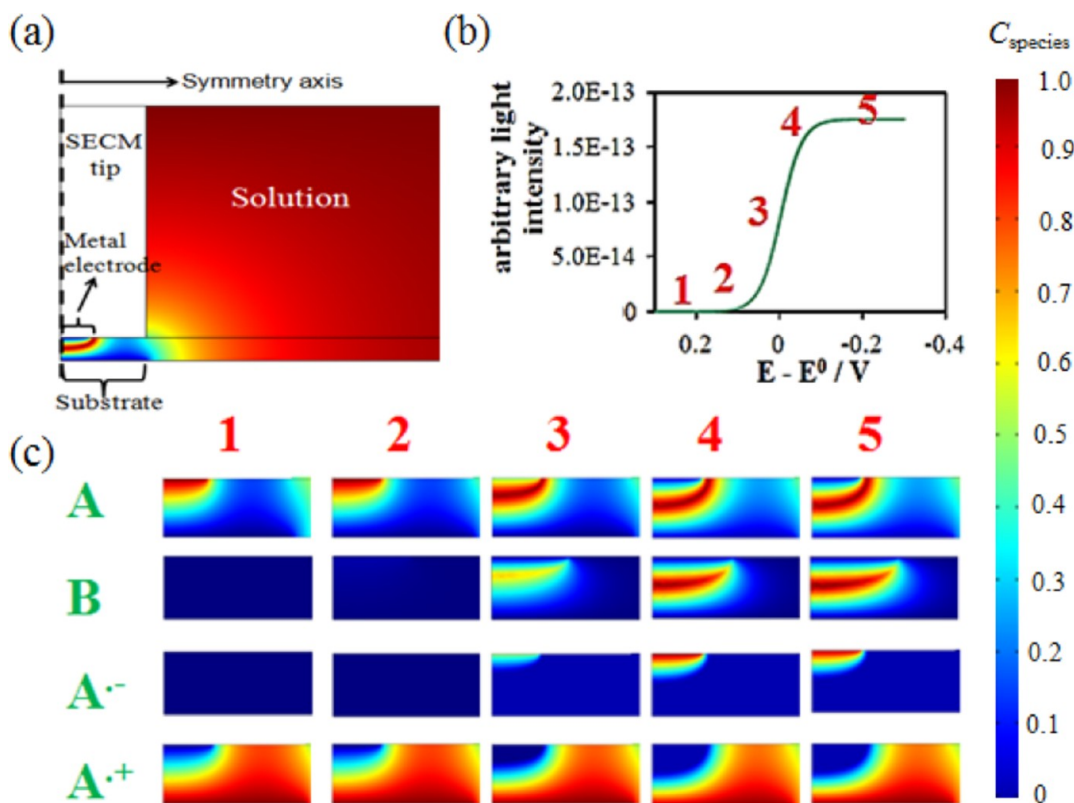 (a)
Symmetry axis
SECM
tip
Solution
Metal
electrode
Substrate
(b)
arbitrary light
intensity
2.0E-13
1.5E-13
1.0E-13
5.0E-14
0
1
2
3
4
5
0.2
0
-0.2
-0.4
E - E⁰ / V
C species
1.0
0.9
0.8
0.7
0.6
0.5
0.4
0.3
0.2
0.1
0
(c)
1 2 3 4 5
A
B
A·-
A·+